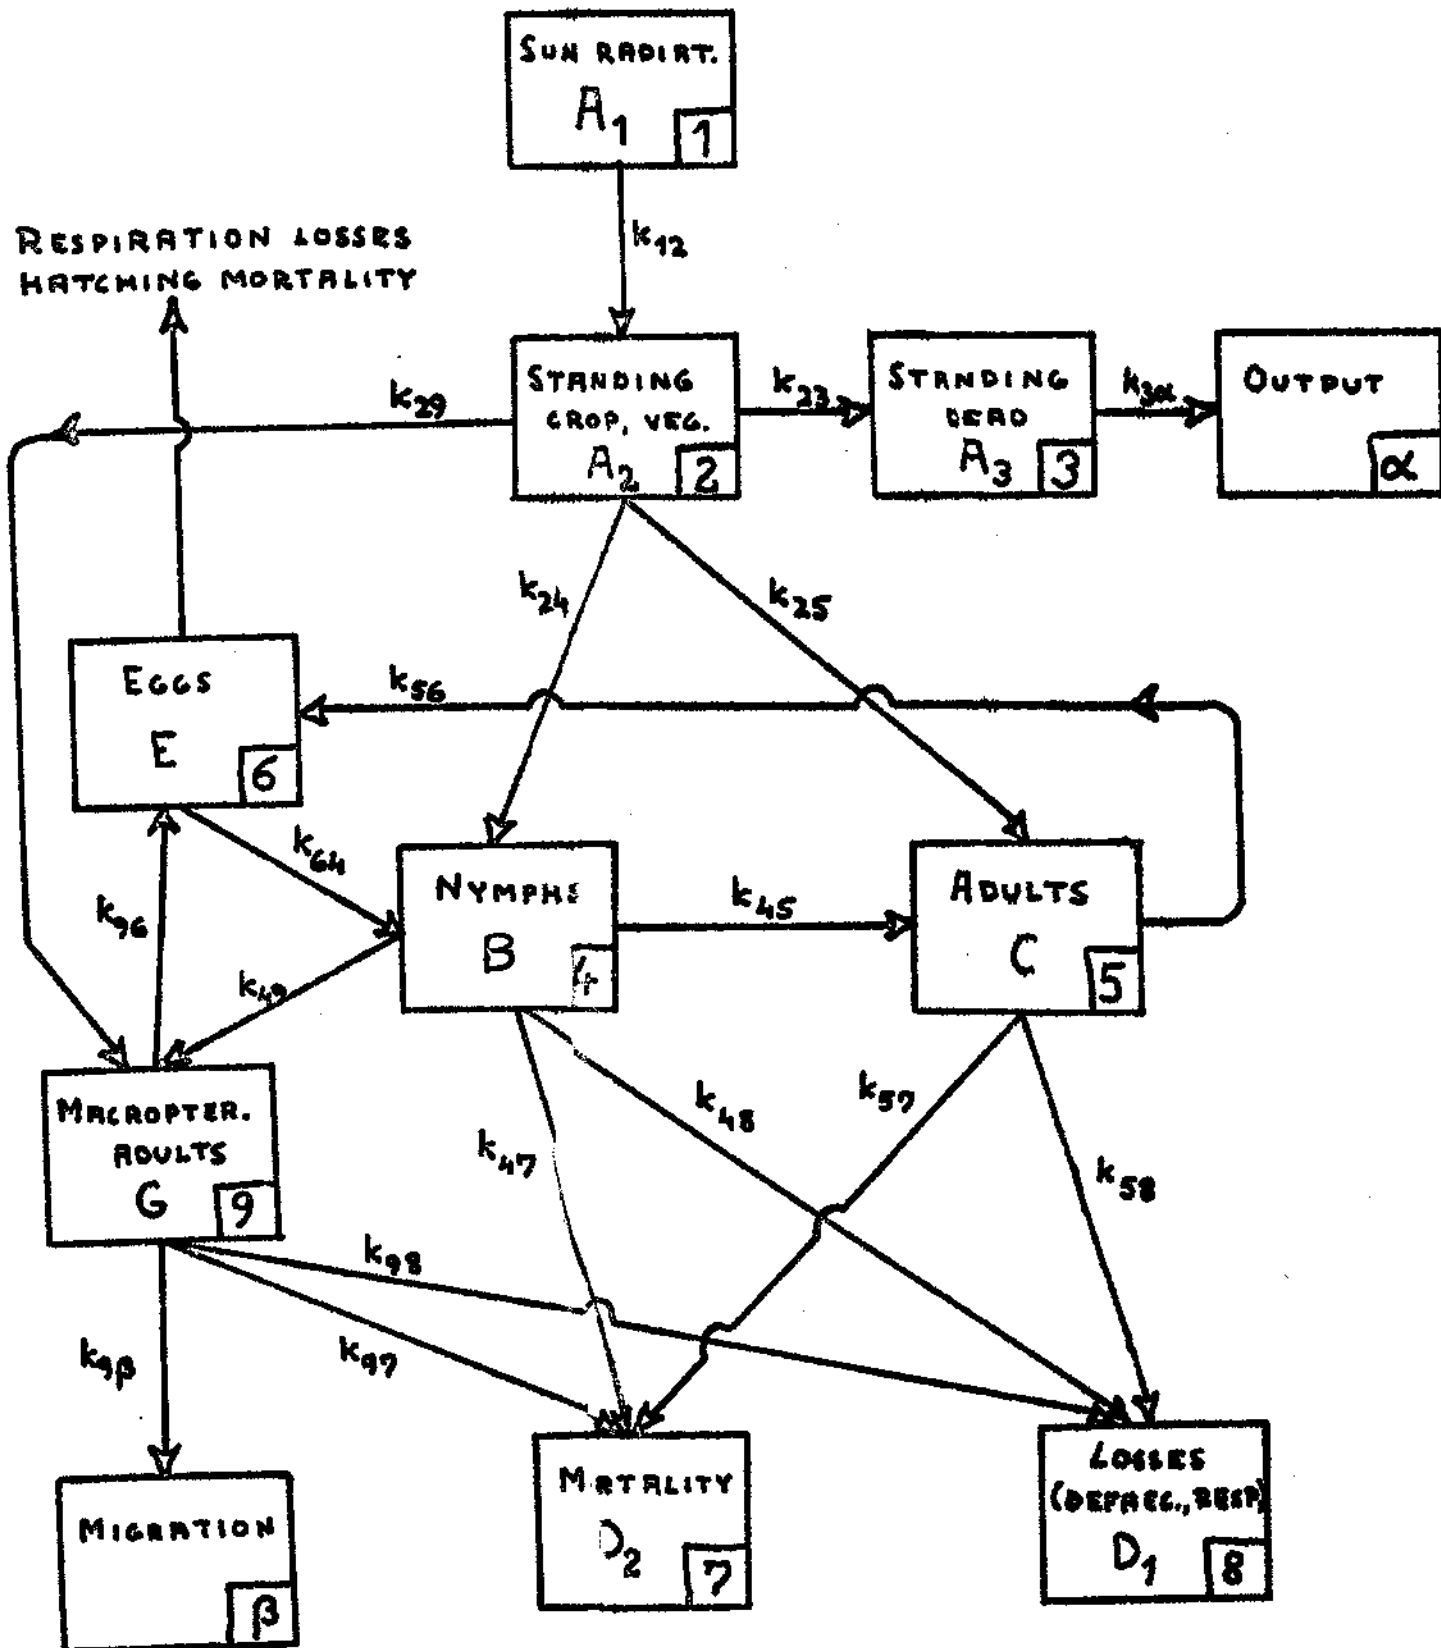 SUN RADIAT.
A₁
1
k₁₂
RESPIRATION LOSSES
HATCHING MORTALITY
STANDING
CROP, VEG.
A₂
2
k₂₃
STANDING
DEAD
A₃
3
k₃α
OUTPUT
α
k₂₉
k₂₄
k₂₅
EGGS
E
6
k₅₆
k₆₄
k₉₆
k₄₉
NYMPHS
B
4
k₄₅
ADULTS
C
5
MACROPTER.
ADULTS
G
9
k₄₇
k₄₈
k₅₇
k₅₈
k₉₈
k₉₇
k₉β
MIGRATION
β
MRTALITY
D₂
7
LOSSES
(DEFAEC., RESP)
D₁
8